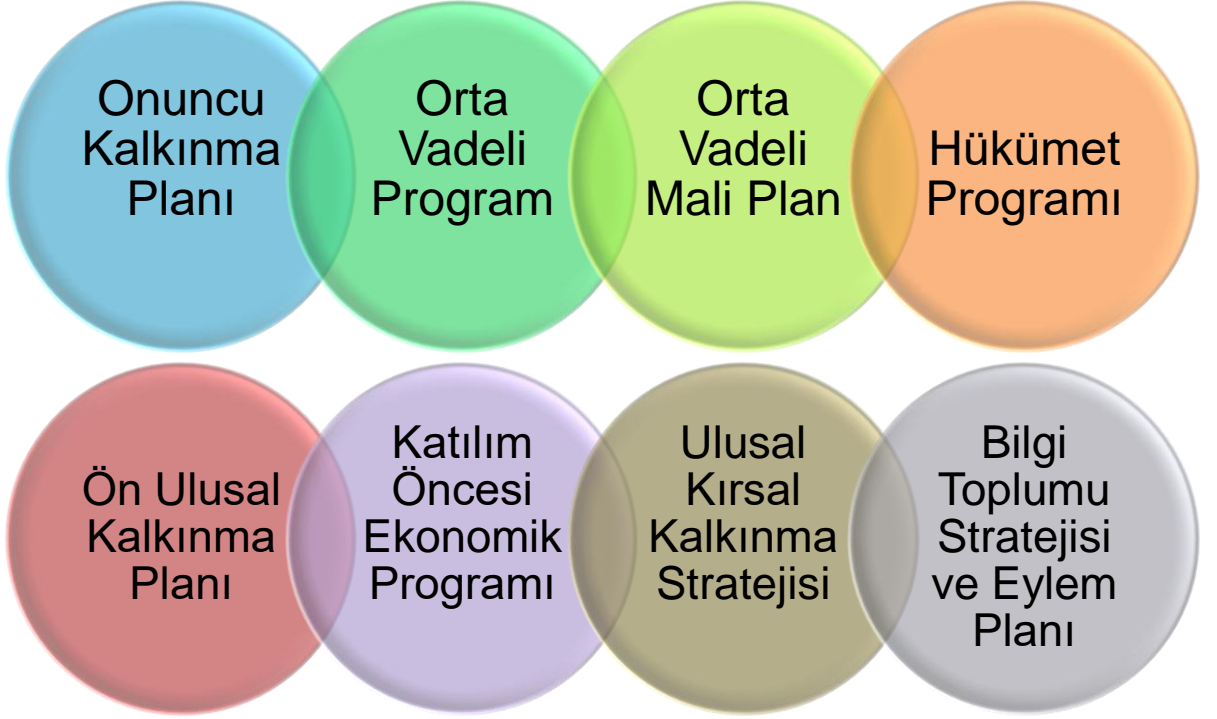 Onuncu
Kalkınma
Planı
Orta
Vadeli
Program
Orta
Vadeli
Mali Plan
Hükümet
Programı
Ön Ulusal
Kalkınma
Planı
Katılım
Öncesi
Ekonomik
Programı
Ulusal
Kırsal
Kalkınma
Stratejisi
Bilgi
Toplumu
Stratejisi
ve Eylem
Planı